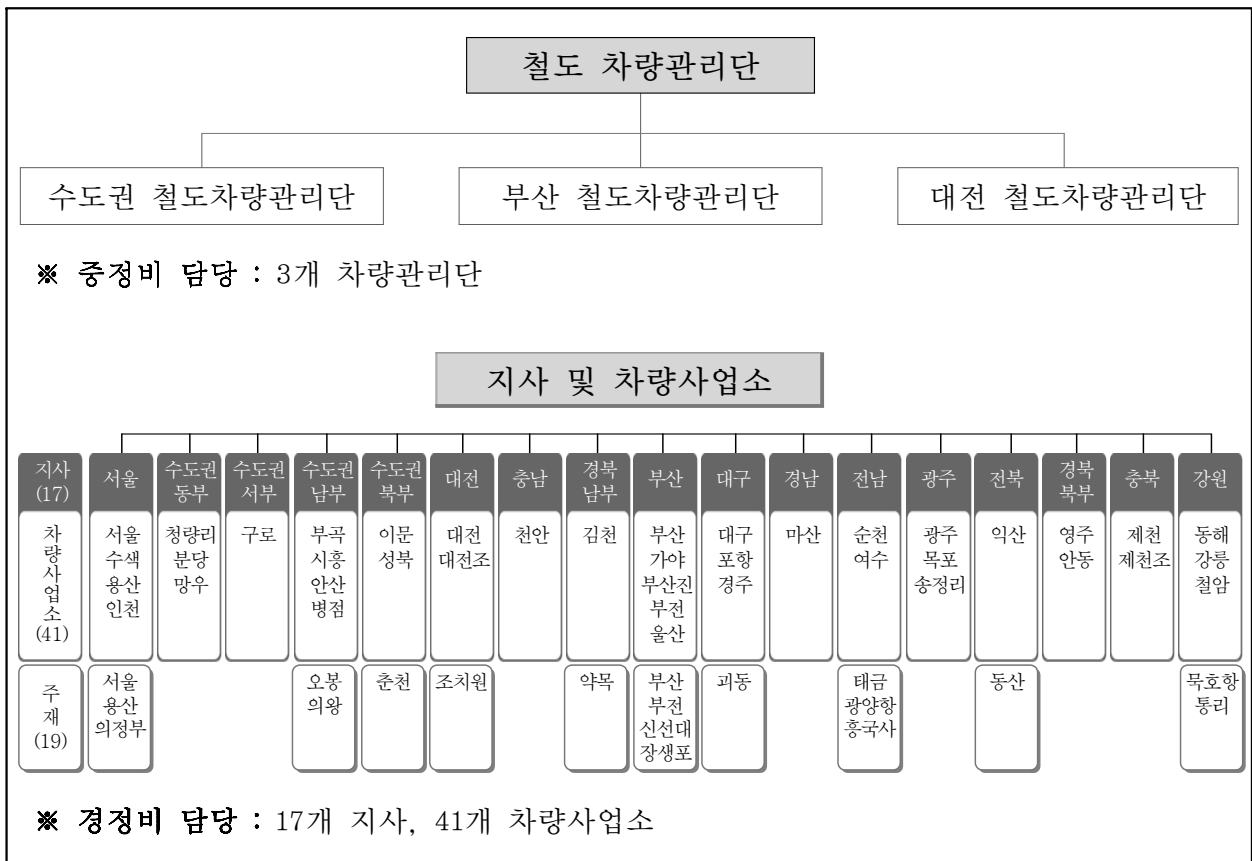 철도 차량관리단
수도권 철도차량관리단
부산 철도차량관리단
대전 철도차량관리단
※ 중정비 담당 : 3개 차량관리단
지사 및 차량사업소
지사
(17)
서울
수도권
동부
수도권
서부
수도권
남부
수도권
북부
대전
충남
경북
남부
부산
대구
경남
전남
광주
전북
경북
북부
충북
강원
차
량
사
업
소
(41)
서울
수색
용산
인천
청량리
분당
망우
구로
부곡
시흥
안산
병점
이문
성북
대전
대전조
천안
김천
부산
가야
부산진
부전
울산
대구
포항
경주
마산
순천
여수
광주
목포
송정리
익산
영주
안동
제천
제천조
동해
강릉
철암
주
재
(19)
서울
용산
의정부
오봉
의왕
춘천
조치원
약목
부산
부전
신선대
장생포
괴동
태금
광양항
흥국사
동산
묵호항
통리
※ 경정비 담당 : 17개 지사, 41개 차량사업소